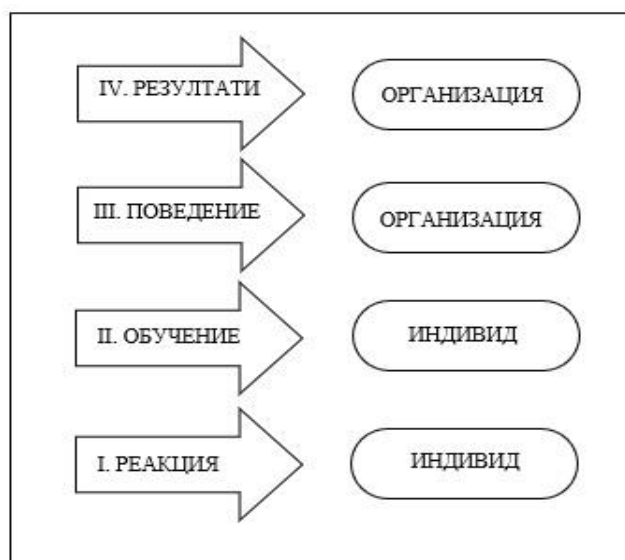 IV. РЕЗУЛТАТИ
ОРГАНИЗАЦИЯ
III. ПОВЕДЕНИЕ
ОРГАНИЗАЦИЯ
II. ОБУЧЕНИЕ
ИНДИВИД
I. РЕАКЦИЯ
ИНДИВИД